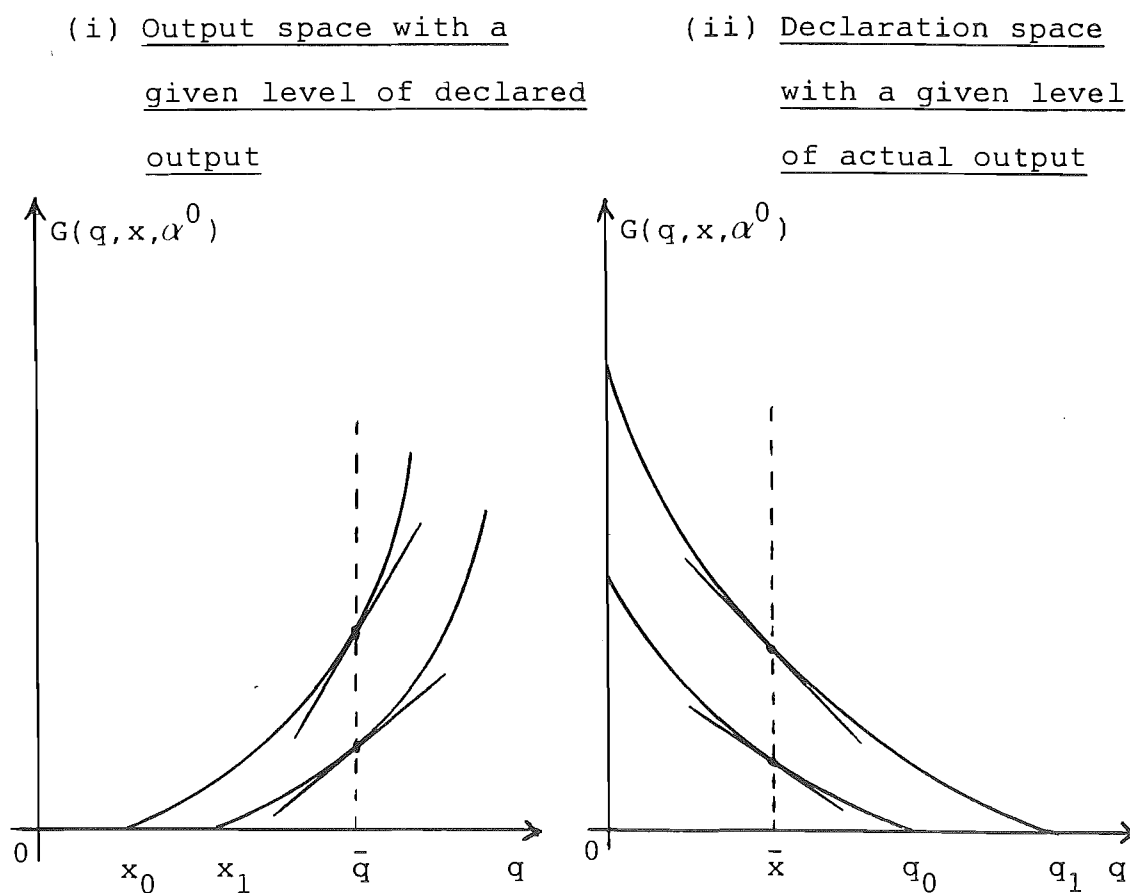 (i) Output space with a
given level of declared
output
(ii) Declaration space
with a given level
of actual output
G(q,x,α⁰)
0
x₀
x₁
q̄
q
G(q,x,α⁰)
0
x̄
q₀
q₁
q